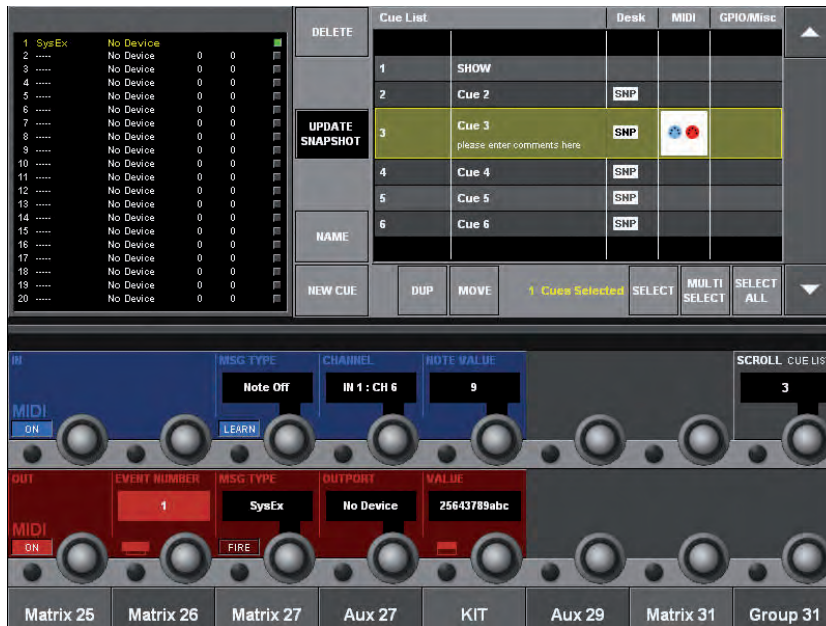 DELETE
Cue List Desk MIDI GPIO/Misc
1 SysEx No Device
2 ----- No Device 0 0
3 ----- No Device 0 0
4 ----- No Device 0 0
5 ----- No Device 0 0
6 ----- No Device 0 0
7 ----- No Device 0 0
8 ----- No Device 0 0
9 ----- No Device 0 0
10 ----- No Device 0 0
11 ----- No Device 0 0
12 ----- No Device 0 0
13 ----- No Device 0 0
14 ----- No Device 0 0
15 ----- No Device 0 0
16 ----- No Device 0 0
17 ----- No Device 0 0
18 ----- No Device 0 0
19 ----- No Device 0 0
20 ----- No Device 0 0
UPDATE
SNAPSHOT
NAME
NEW CUE
1 SHOW
2 Cue 2 SNP
3 Cue 3 SNP
please enter comments here
4 Cue 4 SNP
5 Cue 5 SNP
6 Cue 6 SNP
DUP
MOVE
1 Cues Selected
SELECT
MULTI
SELECT
SELECT
ALL
IN MSG TYPE CHANNEL NOTE VALUE SCROLL CUE LIS
Note Off IN 1 : CH 6 9 3
MIDI
ON LEARN
OUT EVENT NUMBER MSG TYPE OUTPORT VALUE
1 SysEx No Device 25643789abc
MIDI
ON FIRE
Matrix 25 Matrix 26 Matrix 27 Aux 27 KIT Aux 29 Matrix 31 Group 31